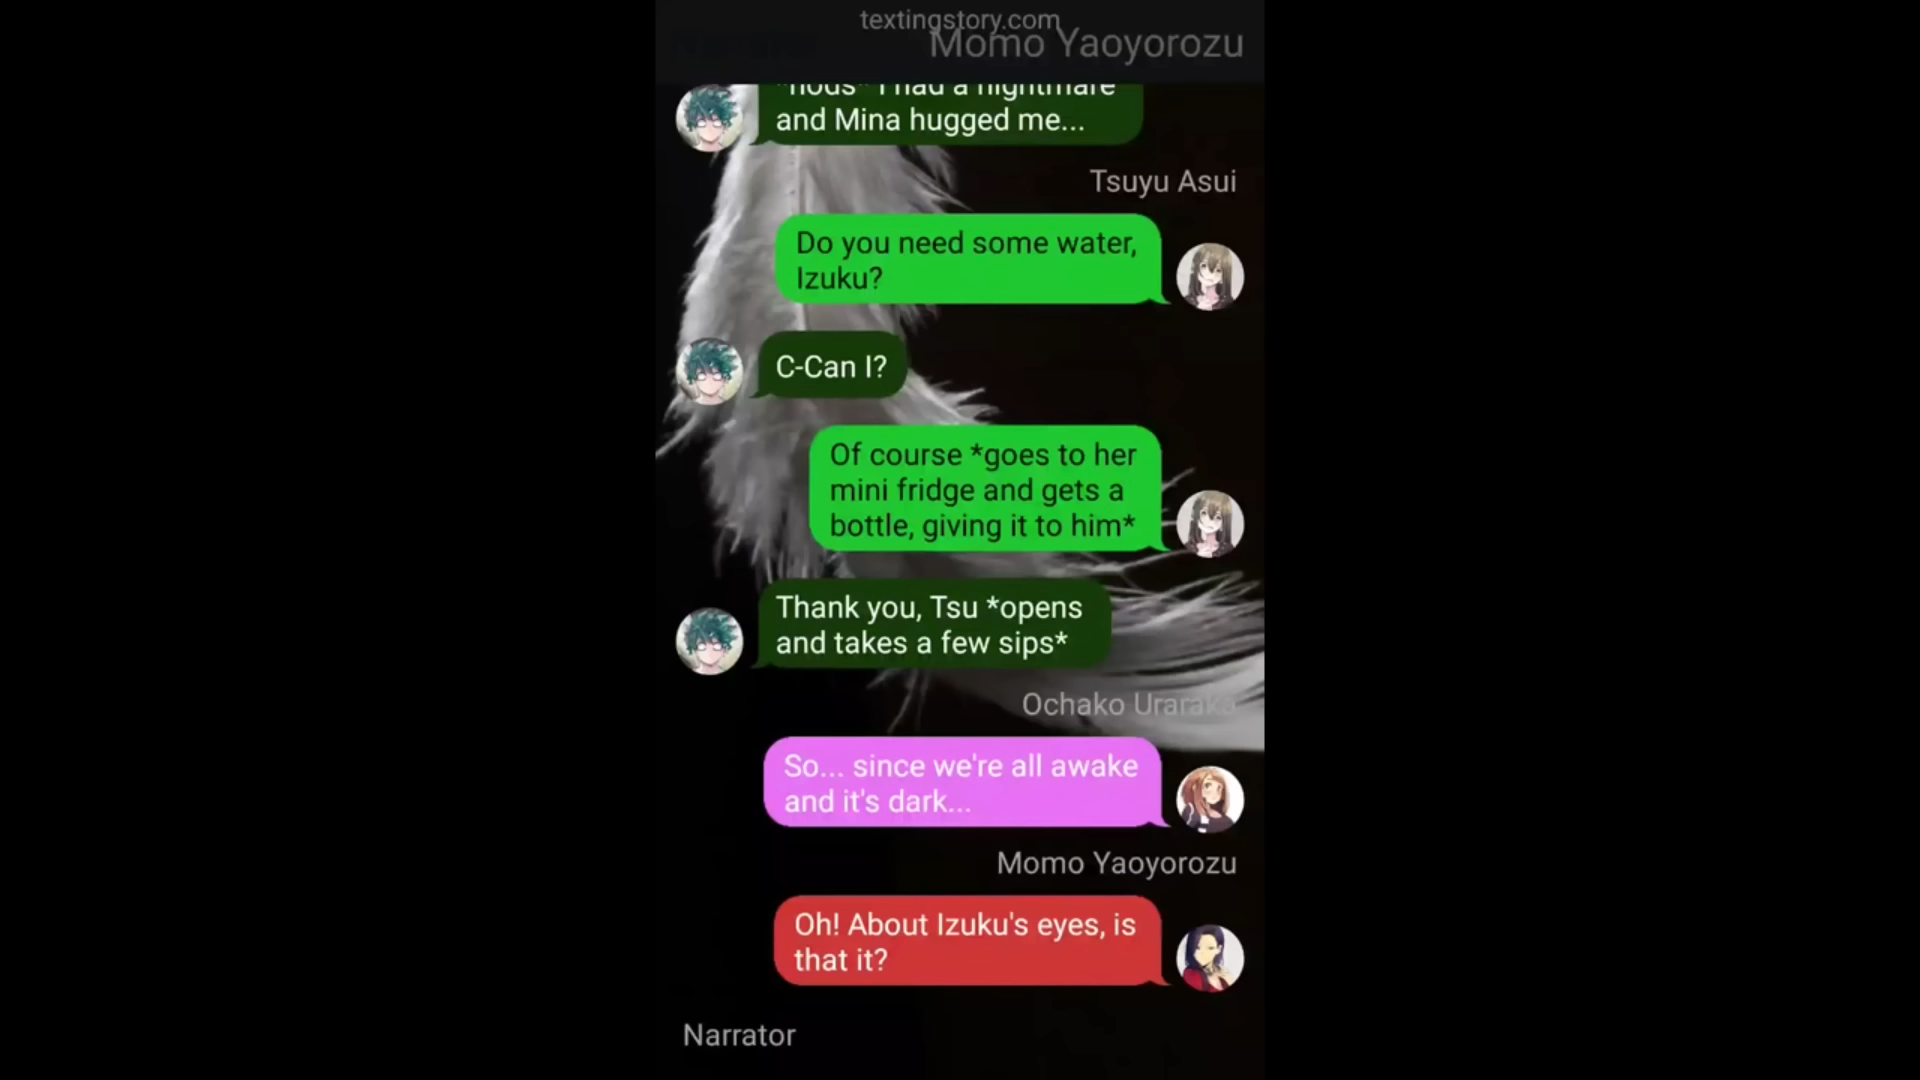 textingstory.com
Momo Yaoyorozu
*nods* I had a nightmare
and Mina hugged me...
Tsuyu Asui
Do you need some water,
Izuku?
C-Can I?
Of course *goes to her
mini fridge and gets a
bottle, giving it to him*
Thank you, Tsu *opens
and takes a few sips*
Ochako Uraraka
So... since we're all awake
and it's dark...
Momo Yaoyorozu
Oh! About Izuku's eyes, is
that it?
Narrator